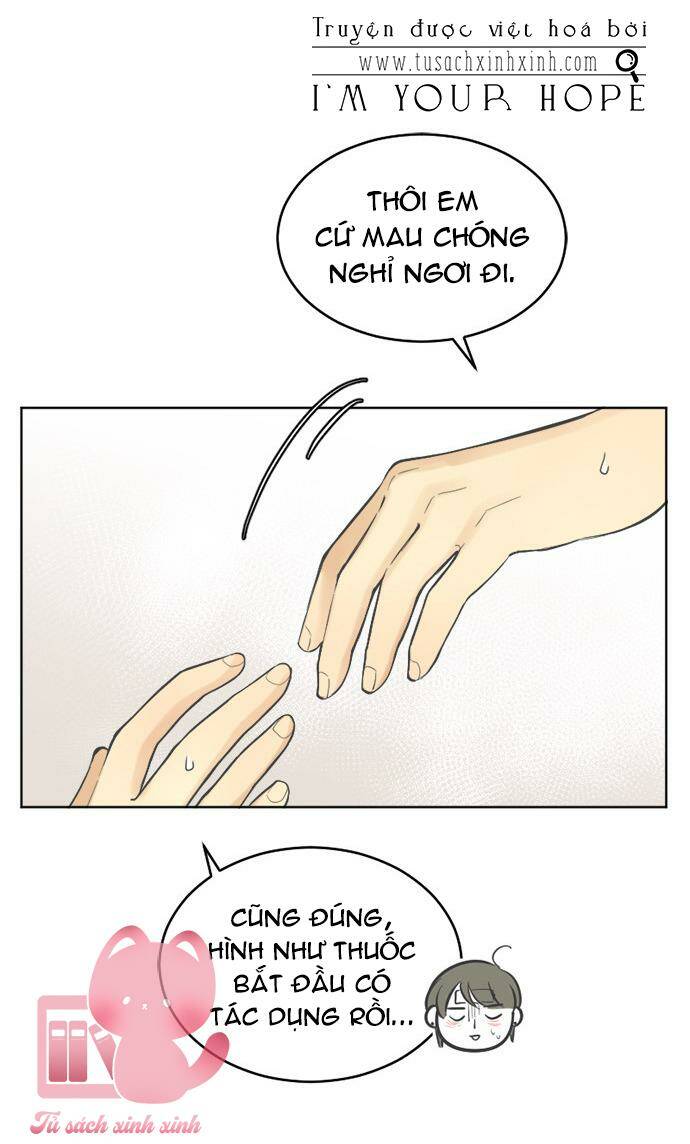 Truyện được việt hoá bởi
www.tusachxinhxinh.com
I'M YOUR HOPE
THÔI EM
CỨ MAU CHÓNG
NGHỈ NGƠI ĐI.
CŨNG ĐÚNG,
HÌNH NHƯ THUỐC
BẮT ĐẦU CÓ
TÁC DỤNG RỒI...
Tủ sách xinh xinh